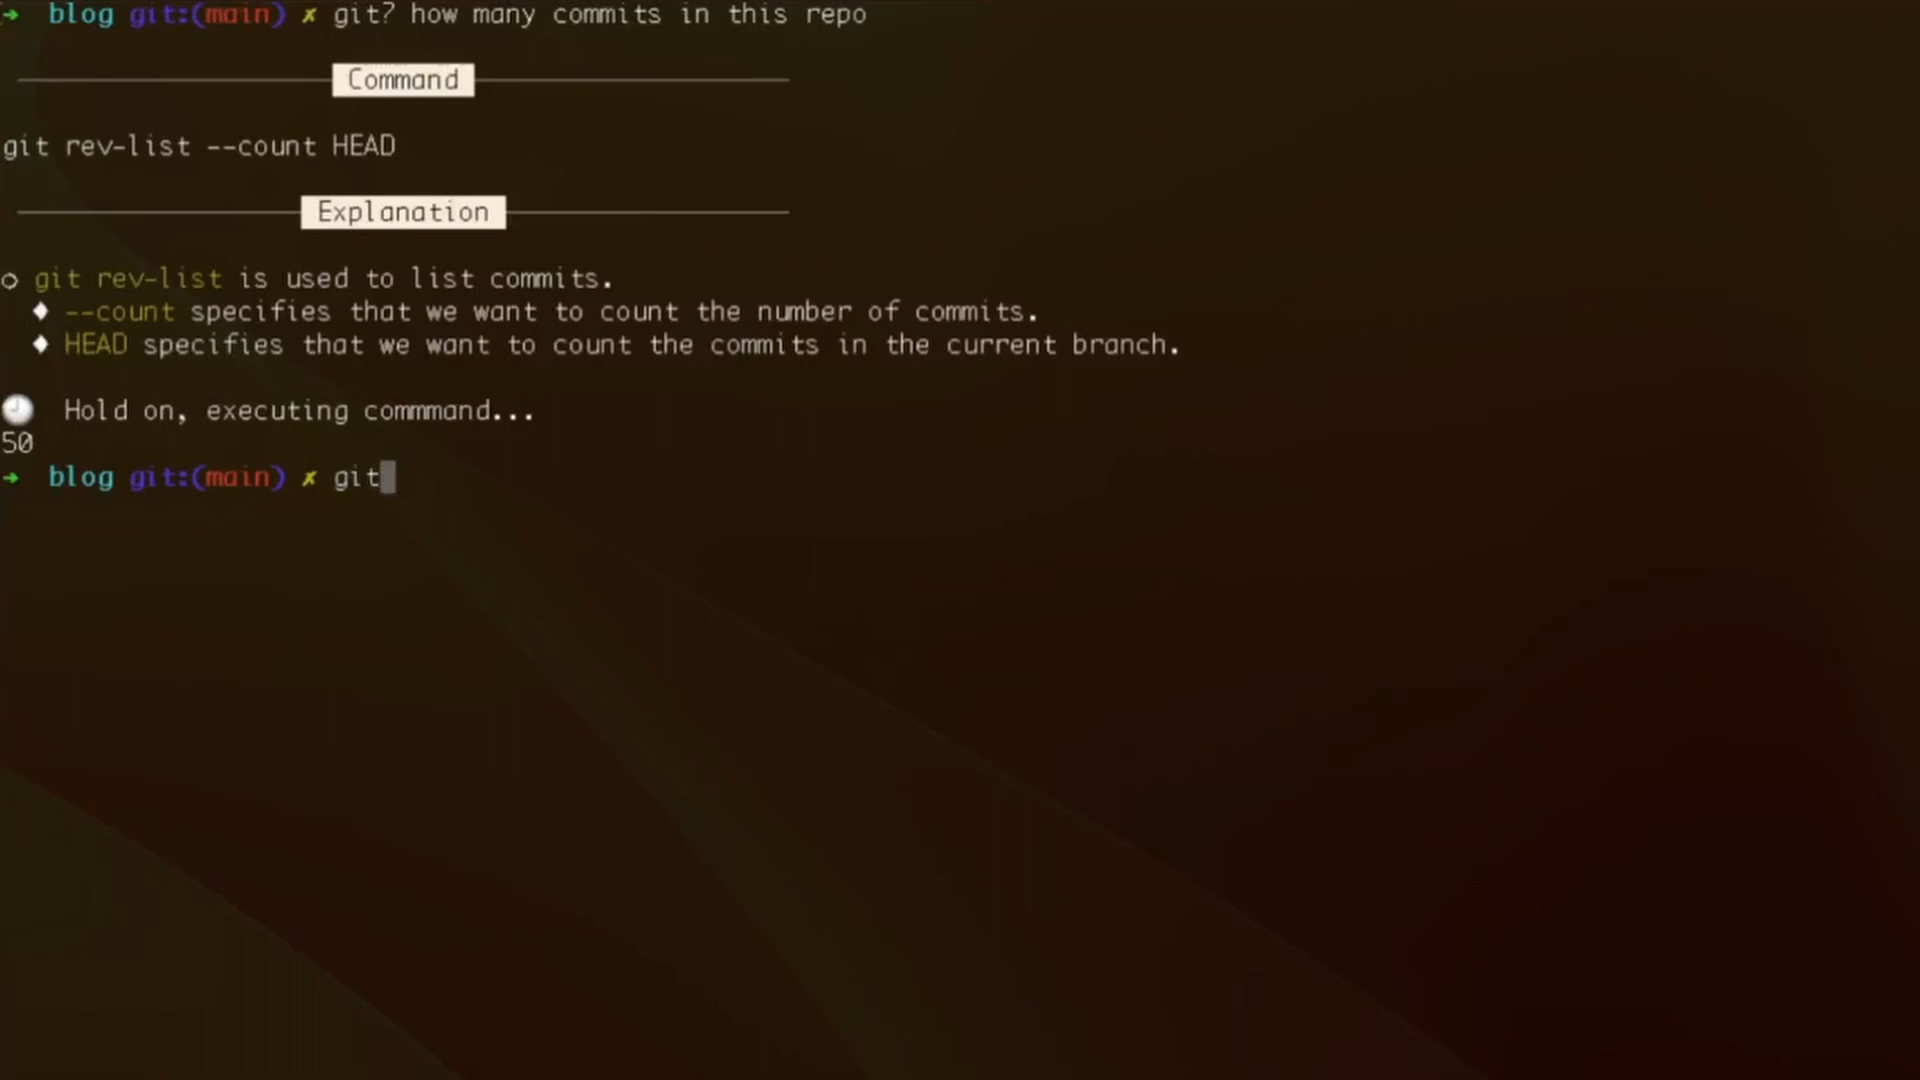 ➜ blog git:(main) ✗ git? how many commits in this repo
Command
git rev-list --count HEAD
Explanation
○ git rev-list is used to list commits.
◆ --count specifies that we want to count the number of commits.
◆ HEAD specifies that we want to count the commits in the current branch.
🕘 Hold on, executing commmand...
50
➜ blog git:(main) ✗ git